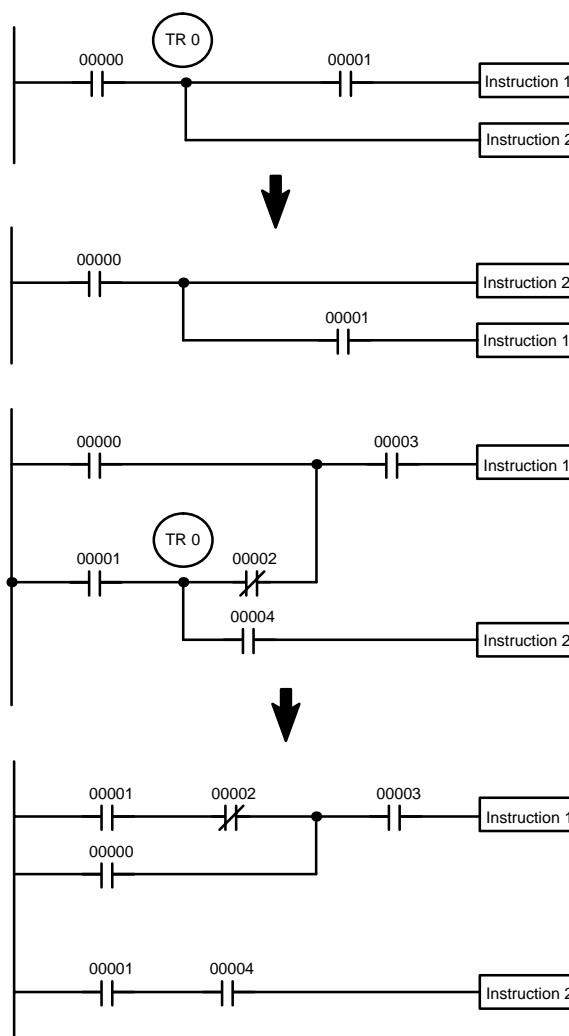 TR 0
00000 00001
Instruction 1
Instruction 2
00000
Instruction 2
00001
Instruction 1
00000 00003
Instruction 1
TR 0
00001 00002
00004
Instruction 2
00001 00002 00003
Instruction 1
00000
00001 00004
Instruction 2